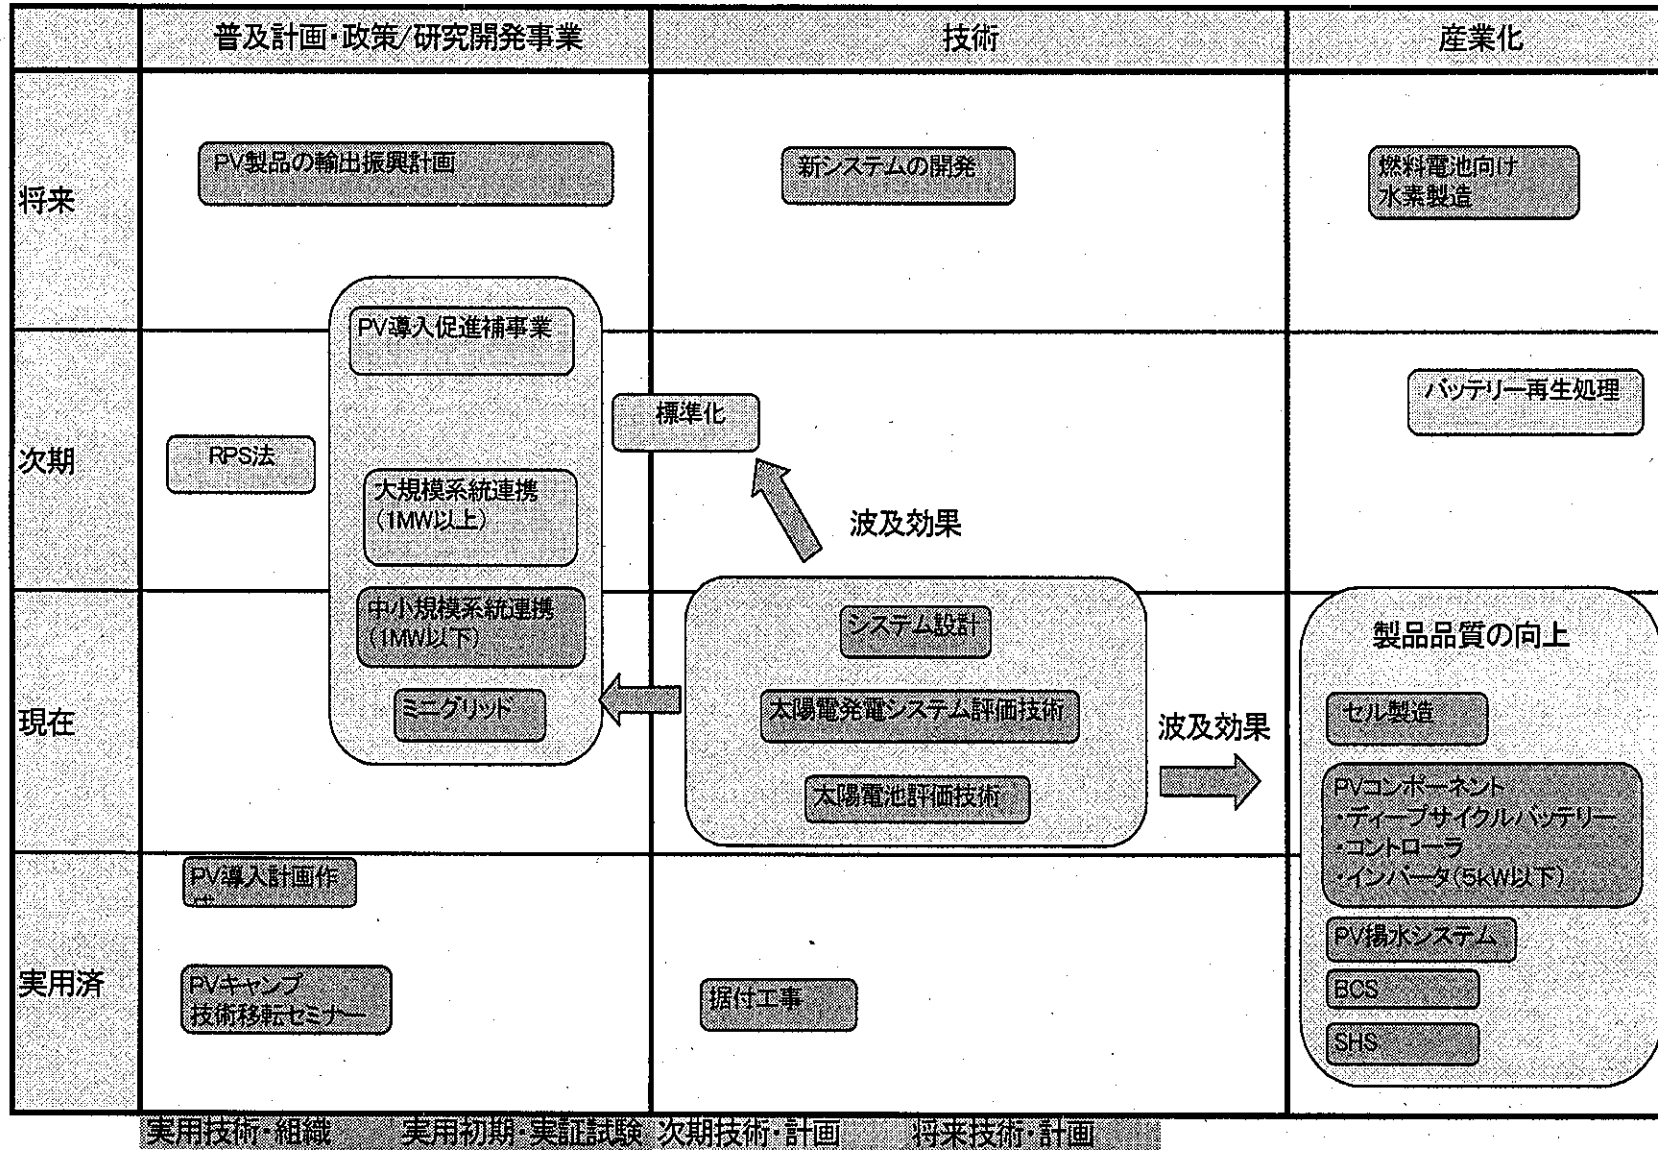 普及計画・政策/研究開発事業
技術
産業化
将来
PV製品の輸出振興計画
新システムの開発
燃料電池向け
水素製造
次期
PV導入促進補事業
標準化
バッテリー再生処理
RPS法
大規模系統連携
(1MW以上)
波及効果
現在
中小規模系統連携
(1MW以下)
ミニグリッド
システム設計
太陽電発電システム評価技術
太陽電池評価技術
波及効果
製品品質の向上
セル製造
PVコンポーネント
・ディープサイクルバッテリー
・コントローラ
・インバータ(5kW以下)
PV揚水システム
BCS
SHS
実用済
PV導入計画作
PVキャンプ
技術移転セミナー
据付工事
実用技術・組織
実用初期・実証試験
次期技術・計画
将来技術・計画